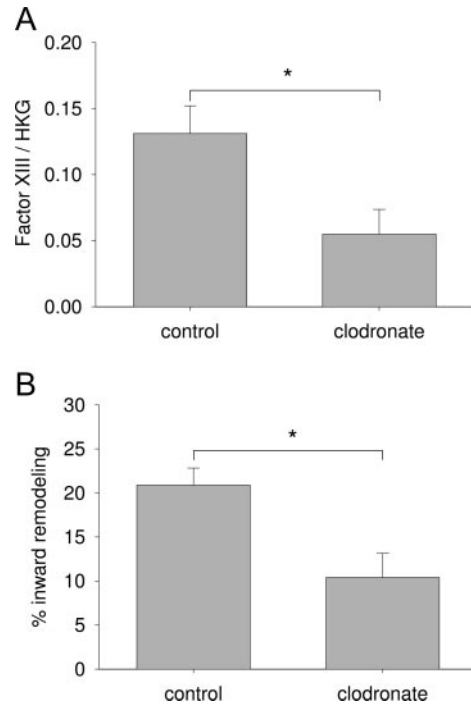 A
Factor XIII / HKG
0.20
0.15
0.10
0.05
0.00
*
control
clodronate
B
% inward remodeling
30
25
20
15
10
5
0
*
control
clodronate